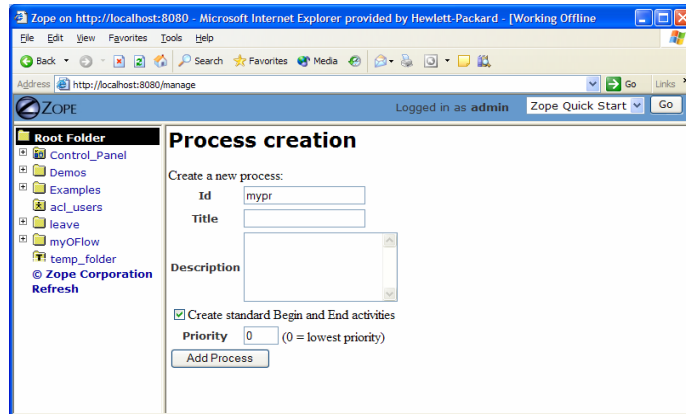 Zope on http://localhost:8080 - Microsoft Internet Explorer provided by Hewlett-Packard - [Working Offline
File Edit View Favorites Tools Help
Back Search Favorites Media
Address http://localhost:8080/manage Go Links
ZOPE Logged in as admin Zope Quick Start Go
Root Folder
Control_Panel
Demos
Examples
acl_users
leave
myOFlow
temp_folder
© Zope Corporation
Refresh
Process creation
Create a new process:
Id mypr
Title
Description
Create standard Begin and End activities
Priority 0 (0 = lowest priority)
Add Process